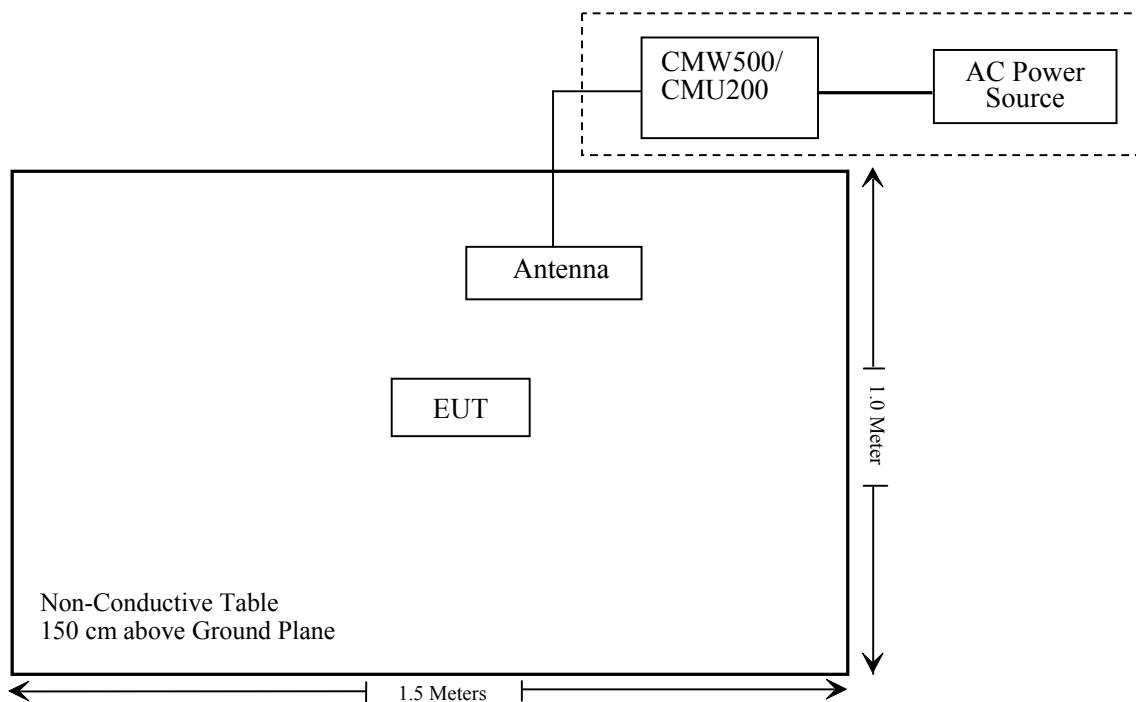 CMW500/
CMU200
AC Power
Source
Antenna
EUT
1.0 Meter
Non-Conductive Table
150 cm above Ground Plane
1.5 Meters